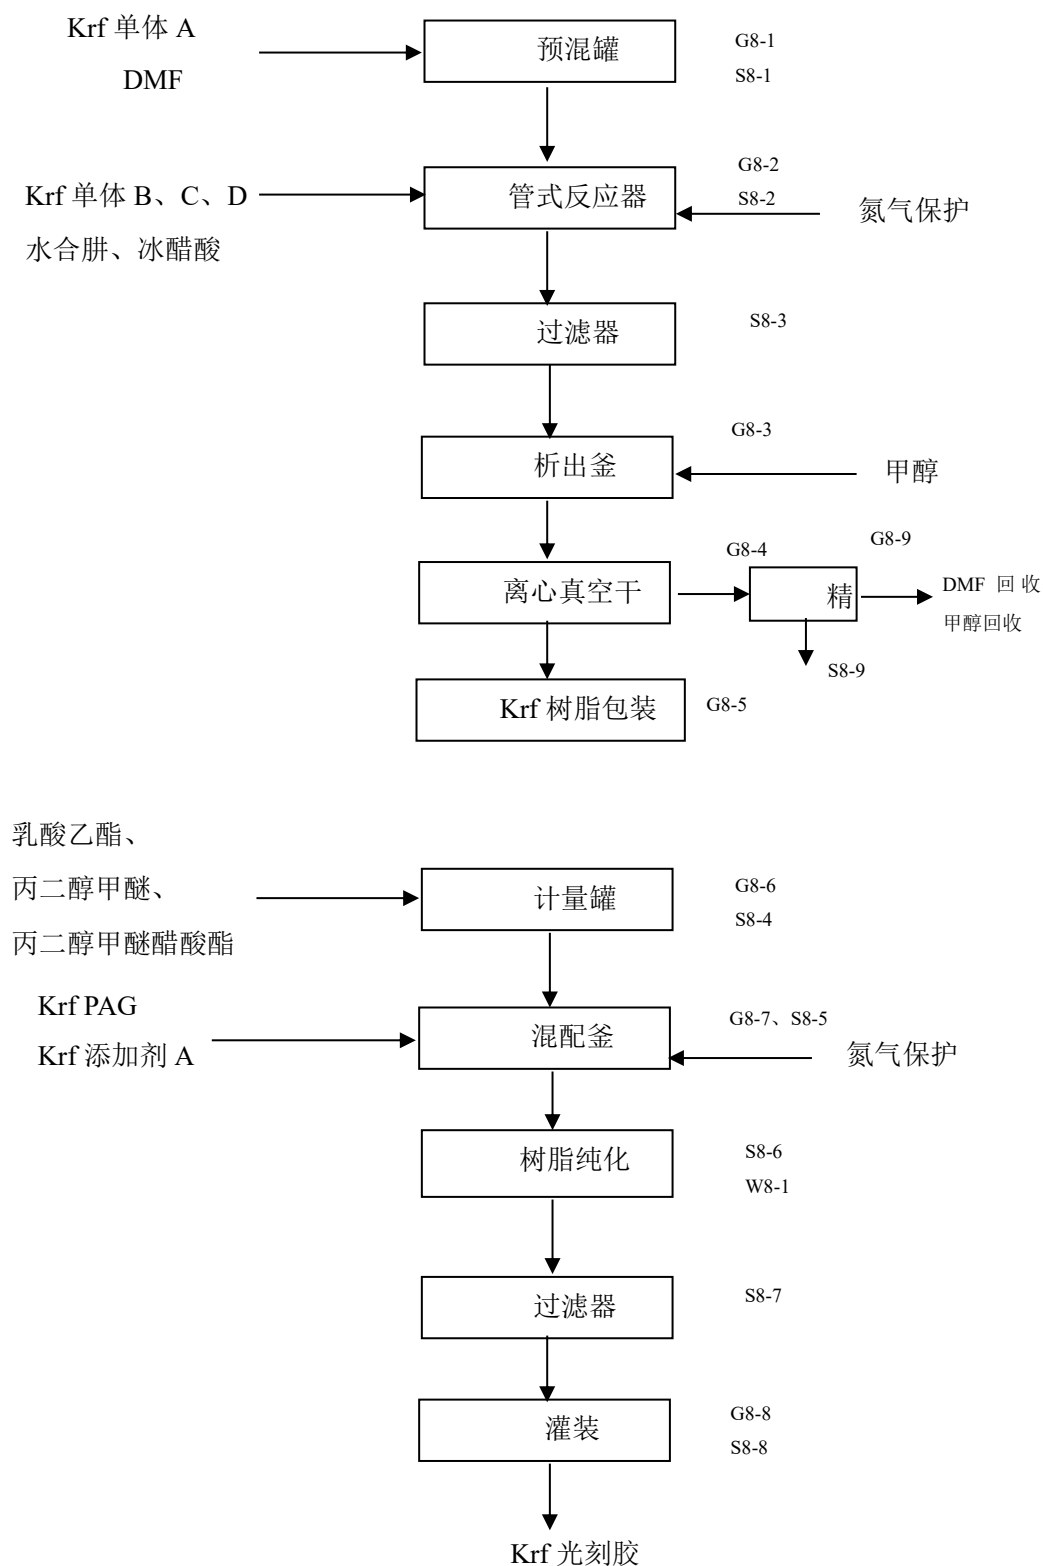 Krf 单体 A
DMF
预混罐
G8-1
S8-1
Krf 单体 B、C、D
水合肼、冰醋酸
管式反应器
G8-2
S8-2
氮气保护
过滤器
S8-3
析出釜
G8-3
甲醇
离心真空干
G8-4
精
G8-9
DMF 回 收
甲醇回收
S8-9
Krf 树脂包装
G8-5
乳酸乙酯、
丙二醇甲醚、
丙二醇甲醚醋酸酯
计量罐
G8-6
S8-4
Krf PAG
Krf 添加剂 A
混配釜
G8-7、S8-5
氮气保护
树脂纯化
S8-6
W8-1
过滤器
S8-7
灌装
G8-8
S8-8
Krf 光刻胶